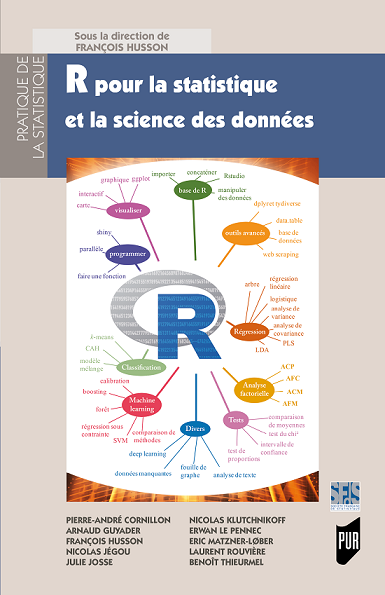 Sous la direction de
FRANÇOIS HUSSON
PRATIQUE DE
LA STATISTIQUE
R pour la statistique
et la science des données
importer
concaténer
Rstudio
graphique
ggplot
interactif
carte
visualiser
base de R
manipuler
des données
dplyr et tydiverse
data.table
outils avancés
base de
données
web scraping
shiny
parallèle
programmer
faire une fonction
R
arbre
régression
linéaire
logistique
analyse de
variance
analyse de
covariance
Régression
PLS
LDA
k-means
CAH
modèle
mélange
Classification
ACP
AFC
Analyse
factorielle
ACM
AFM
calibration
boosting
Machine
learning
forêt
régression sous
contrainte
SVM
comparaison de
méthodes
Tests
comparaison
de moyennes
test du chi²
intervalle de
confiance
test de
proportions
Divers
deep learning
données manquantes
fouille de
graphe
analyse de texte
PIERRE-ANDRÉ CORNILLON
ARNAUD GUYADER
FRANÇOIS HUSSON
NICOLAS JÉGOU
JULIE JOSSE
NICOLAS KLUTCHNIKOFF
ERWAN LE PENNEC
ERIC MATZNER-LØBER
LAURENT ROUVIÈRE
BENOÎT THIEURMEL
PUR